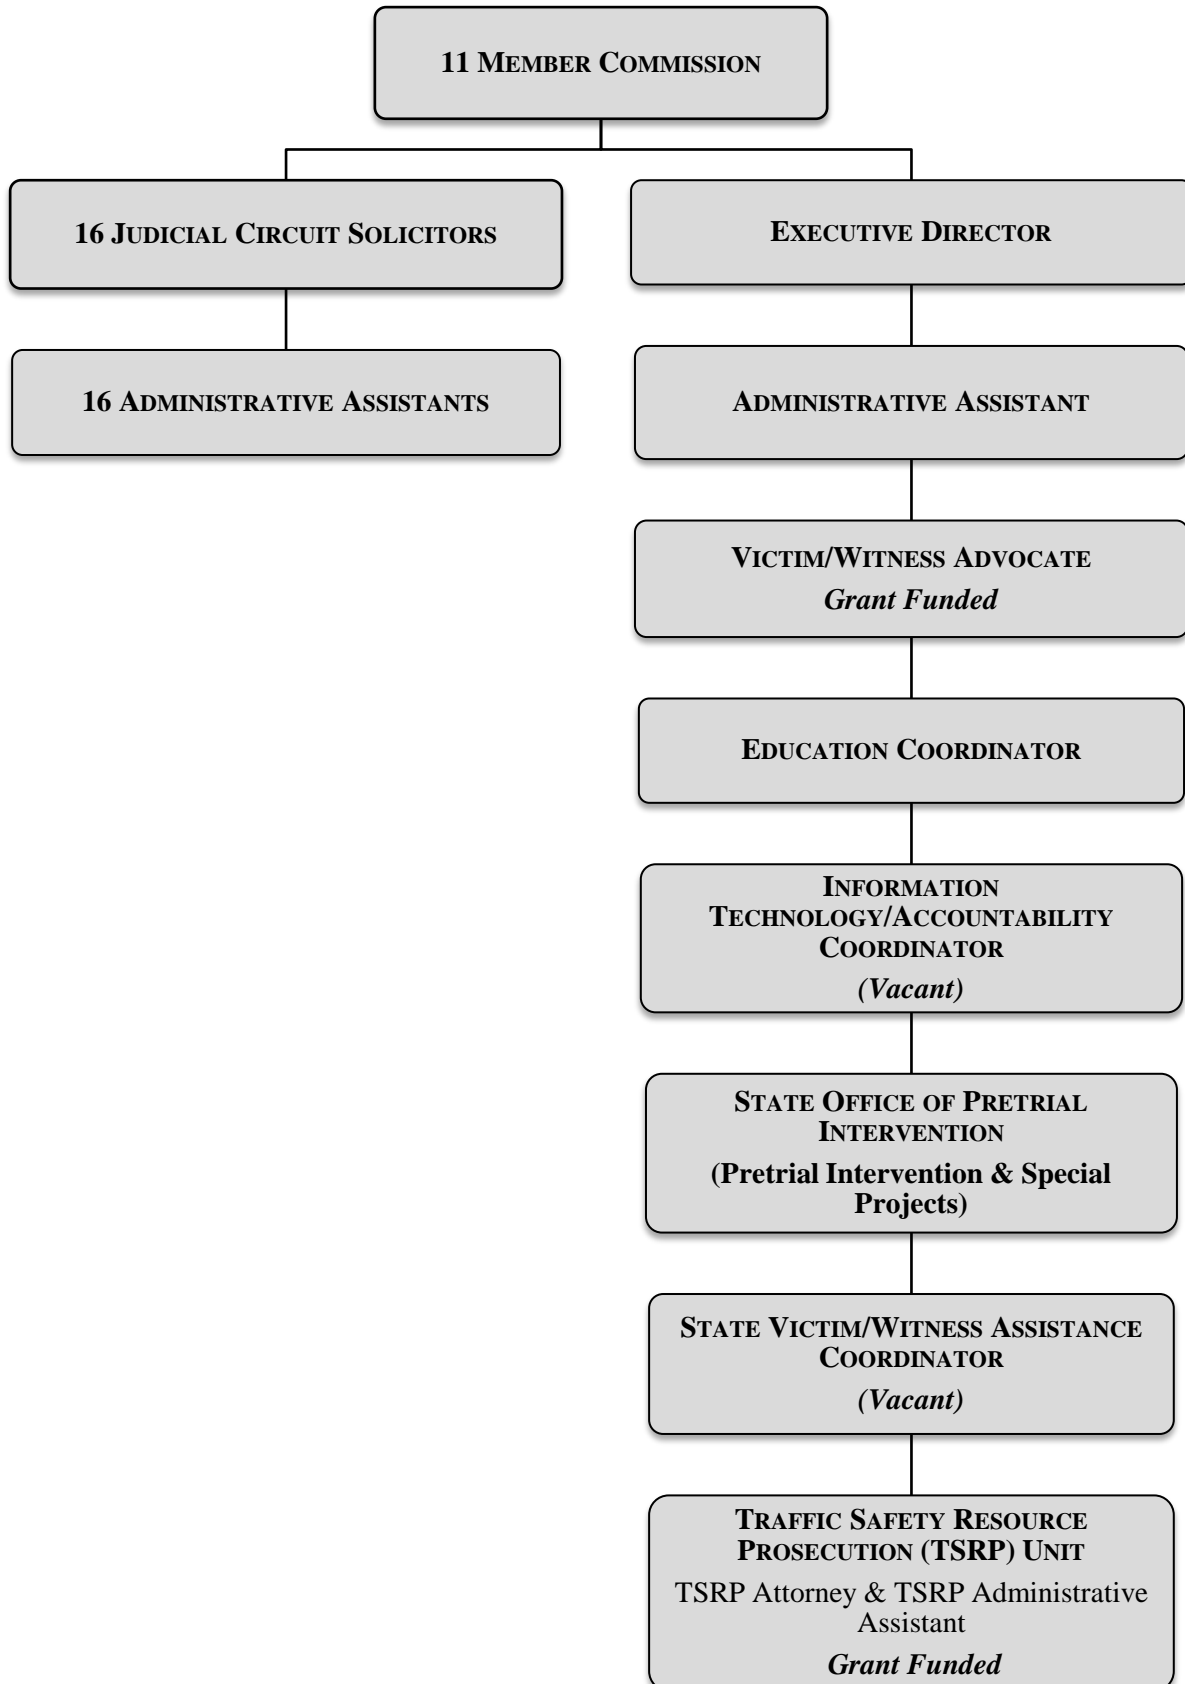 11 MEMBER COMMISSION
16 JUDICIAL CIRCUIT SOLICITORS
EXECUTIVE DIRECTOR
16 ADMINISTRATIVE ASSISTANTS
ADMINISTRATIVE ASSISTANT
VICTIM/WITNESS ADVOCATE
Grant Funded
EDUCATION COORDINATOR
INFORMATION
TECHNOLOGY/ACCOUNTABILITY
COORDINATOR
(Vacant)
STATE OFFICE OF PRETRIAL
INTERVENTION
(Pretrial Intervention & Special
Projects)
STATE VICTIM/WITNESS ASSISTANCE
COORDINATOR
(Vacant)
TRAFFIC SAFETY RESOURCE
PROSECUTION (TSRP) UNIT
TSRP Attorney & TSRP Administrative
Assistant
Grant Funded